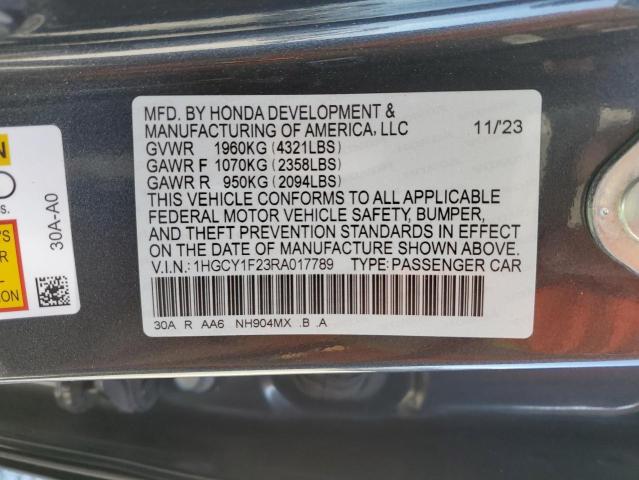 MFD. BY HONDA DEVELOPMENT &
MANUFACTURING OF AMERICA, LLC 11/'23
GVWR 1960KG (4321LBS)
GAWR F 1070KG (2358LBS)
GAWR R 950KG (2094LBS)
THIS VEHICLE CONFORMS TO ALL APPLICABLE
FEDERAL MOTOR VEHICLE SAFETY, BUMPER,
AND THEFT PREVENTION STANDARDS IN EFFECT
ON THE DATE OF MANUFACTURE SHOWN ABOVE.
V.I.N.: 1HGCY1F23RA017789 TYPE: PASSENGER CAR
30A R AA6 NH904MX .B .A
30A-A0